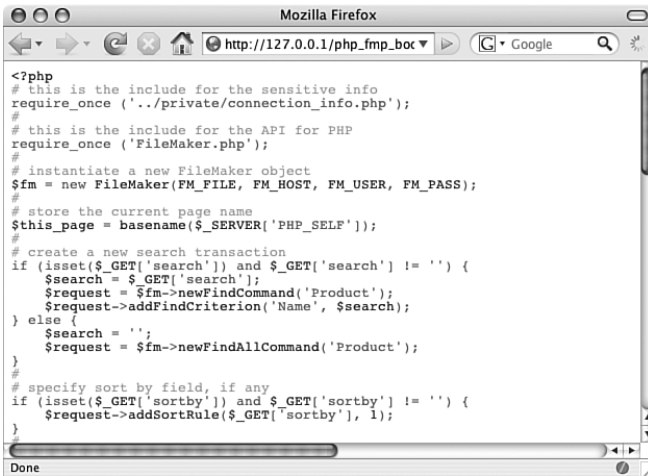 Mozilla Firefox
http://127.0.0.1/php_fmp_boc
G Google
<?php
# this is the include for the sensitive info
require_once ('../private/connection_info.php');
#
# this is the include for the API for PHP
require_once ('FileMaker.php');
#
# instantiate a new FileMaker object
$fm = new FileMaker(FM_FILE, FM_HOST, FM_USER, FM_PASS);
#
# store the current page name
$this_page = basename($_SERVER['PHP_SELF']);
#
# create a new search transaction
if (isset($_GET['search']) and $_GET['search'] != '') {
    $search = $_GET['search'];
    $request = $fm->newFindCommand('Product');
    $request->addFindCriterion('Name', $search);
} else {
    $search = '';
    $request = $fm->newFindAllCommand('Product');
}
#
# specify sort by field, if any
if (isset($_GET['sortby']) and $_GET['sortby'] != '') {
    $request->addSortRule($_GET['sortby'], 1);
}
#
Done